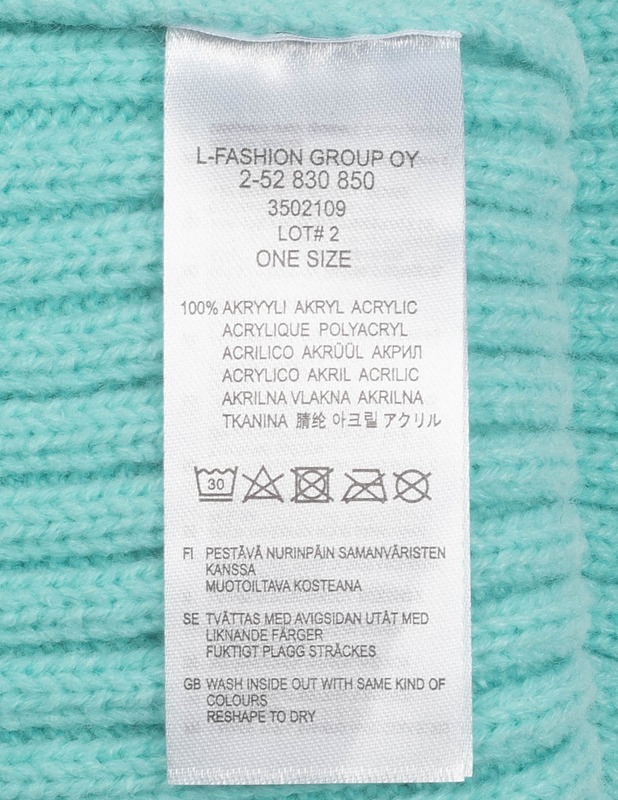 L-FASHION GROUP OY
2-52 830 850
3502109
LOT# 2
ONE SIZE
100% AKRYYLI AKRYL ACRYLIC
ACRYLIQUE POLYACRYL
ACRILICO AKRÜÜL АКРИЛ
ACRYLICO AKRIL ACRILIC
AKRILNA VLAKNA AKRILNA
TKANINA 腈纶 아크릴 アクリル
30
FI PESTÄVÄ NURINPÄIN SAMANVÄRISTEN
KANSSA
MUOTOILTAVA KOSTEANA
SE TVÄTTAS MED AVIGSIDAN UTÅT MED
LIKNANDE FÄRGER
FUKTIGT PLAGG STRÄCKES
GB WASH INSIDE OUT WITH SAME KIND OF
COLOURS
RESHAPE TO DRY